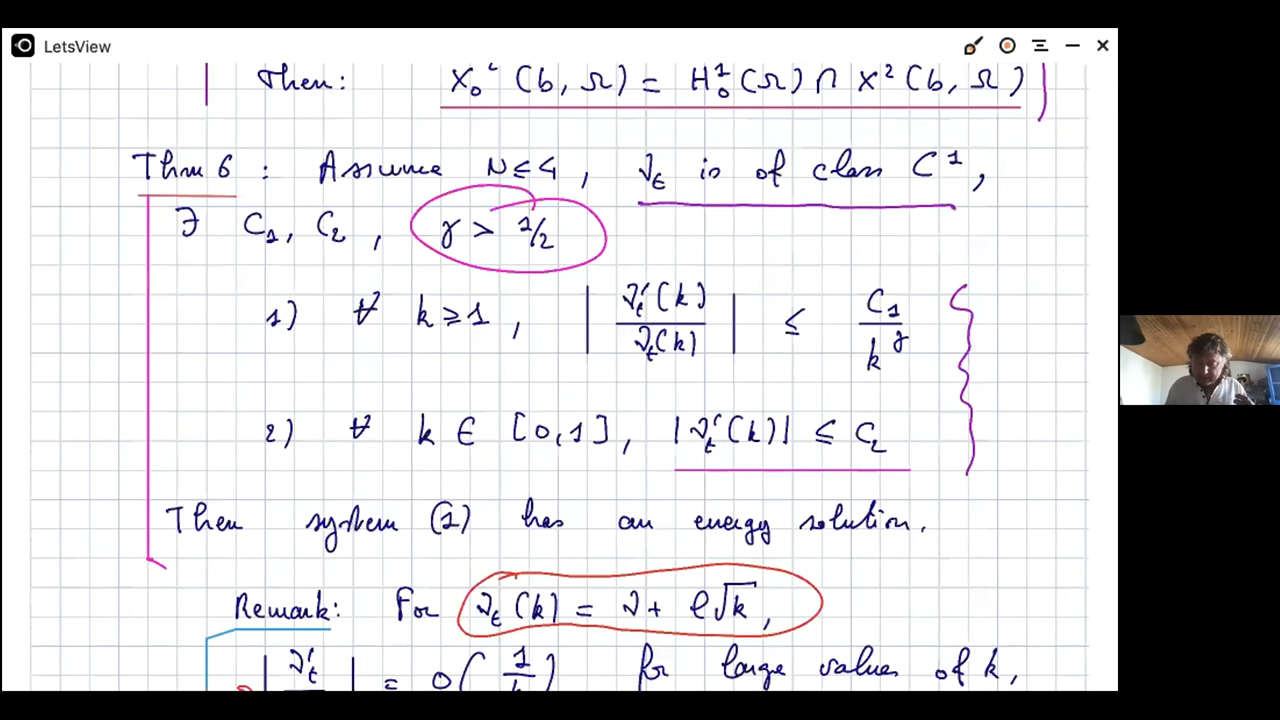 LetsView
Then: X₀² (b, Ω) = H₀¹(Ω) ∩ X² (b, Ω)
Thm 6 : Assume N ≤ 4, ν_t is of class C¹,
∃ C₁, C₂, γ > 1/2
1) ∀ k ≥ 1, | ν_t'(k) / ν_t(k) | ≤ C₁ / k^γ
2) ∀ k ∈ [0,1], |ν_t'(k)| ≤ C₂
Then system (1) has an energy solution.
Remark: For ν_t(k) = ν + ℓ√k,
for large values of k,